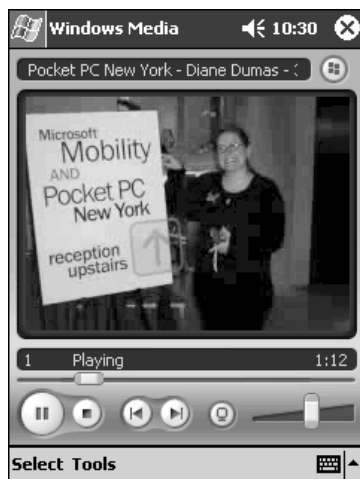 Windows Media 10:30
Pocket PC New York - Diane Dumas -
Microsoft
Mobility
AND
Pocket PC
New York
reception
upstairs
1 Playing 1:12
Select Tools